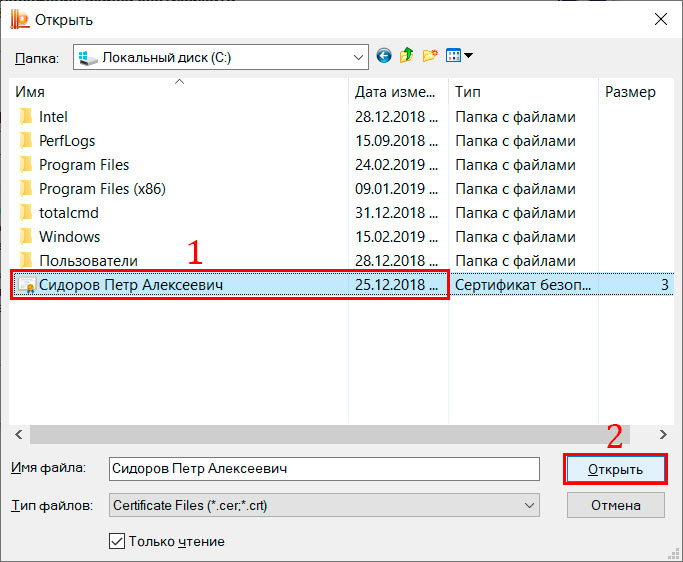 Открыть
Папка: Локальный диск (C:)
Имя Дата изме... Тип Размер
Intel 28.12.2018 ... Папка с файлами
PerfLogs 15.09.2018 ... Папка с файлами
Program Files 24.02.2019 ... Папка с файлами
Program Files (x86) 09.01.2019 ... Папка с файлами
totalcmd 31.12.2018 ... Папка с файлами
Windows 15.02.2019 ... Папка с файлами
1
Пользователи 28.12.2018 ... Папка с файлами
Сидоров Петр Алексеевич 25.12.2018 ... Сертификат безоп... 3
2
Имя файла: Сидоров Петр Алексеевич Открыть
Тип файлов: Certificate Files (*.cer;*.crt) Отмена
Только чтение